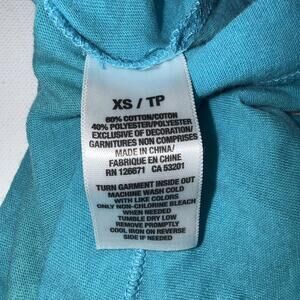 XS / TP
60% COTTON/COTON
40% POLYESTER/POLYESTER
EXCLUSIVE OF DECORATION/
GARNITURES NON COMPRISES
MADE IN CHINA/
FABRIQUE EN CHINE
RN 126671 CA 53201
TURN GARMENT INSIDE OUT
MACHINE WASH COLD
WITH LIKE COLORS
ONLY NON-CHLORINE BLEACH
WHEN NEEDED
TUMBLE DRY LOW
REMOVE PROMPTLY
COOL IRON ON REVERSE
SIDE IF NEEDED